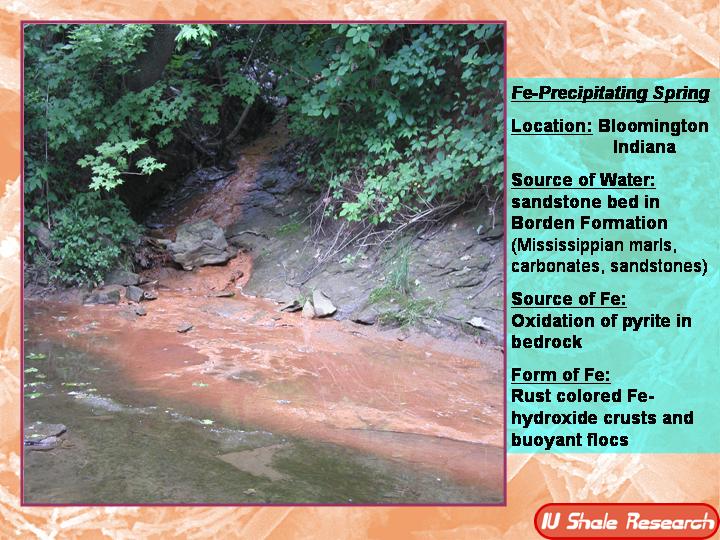 Fe-Precipitating Spring
Location: Bloomington
Indiana
Source of Water:
sandstone bed in
Borden Formation
(Mississippian marls,
carbonates, sandstones)
Source of Fe:
Oxidation of pyrite in
bedrock
Form of Fe:
Rust colored Fe-
hydroxide crusts and
buoyant flocs
IU Shale Research